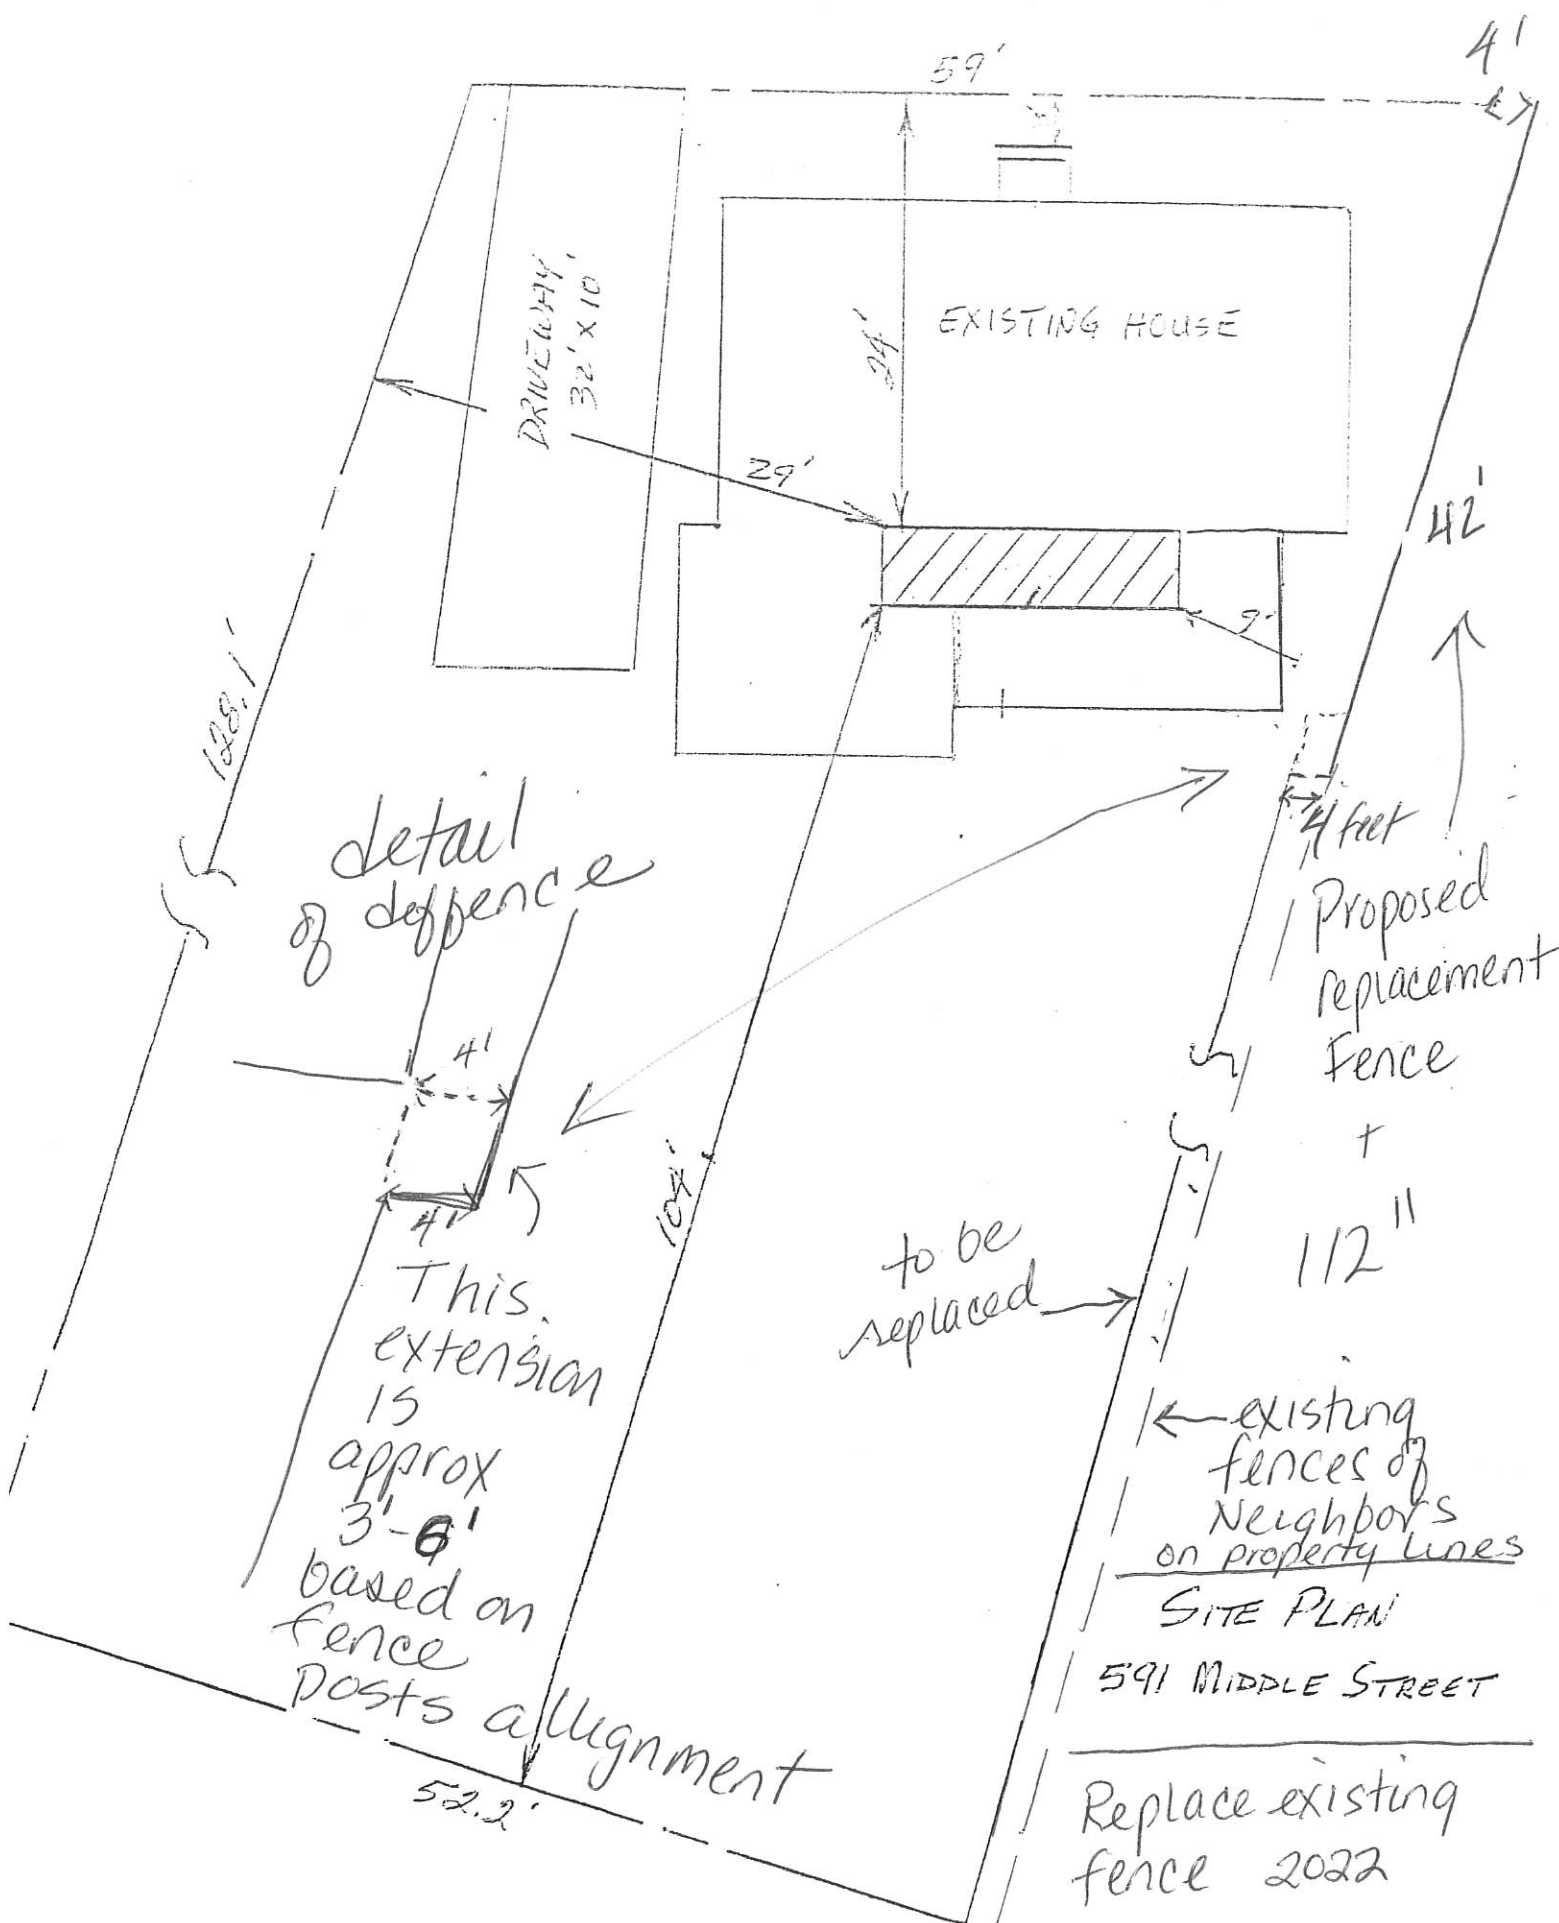 59'
4'
DRIVEWAY
32' x 10'
24'
EXISTING HOUSE
29'
42'
9'
128.1'
4 feet
Proposed
replacement
Fence
+
112"
detail
of deffence
4'
4'
This
extension
is
approx
3'-6'
based on
fence
posts allignment
104'
to be
replaced
existing
fences of
Neighbors
on property lines
SITE PLAN
591 MIDDLE STREET
Replace existing
fence 2022
52.2'